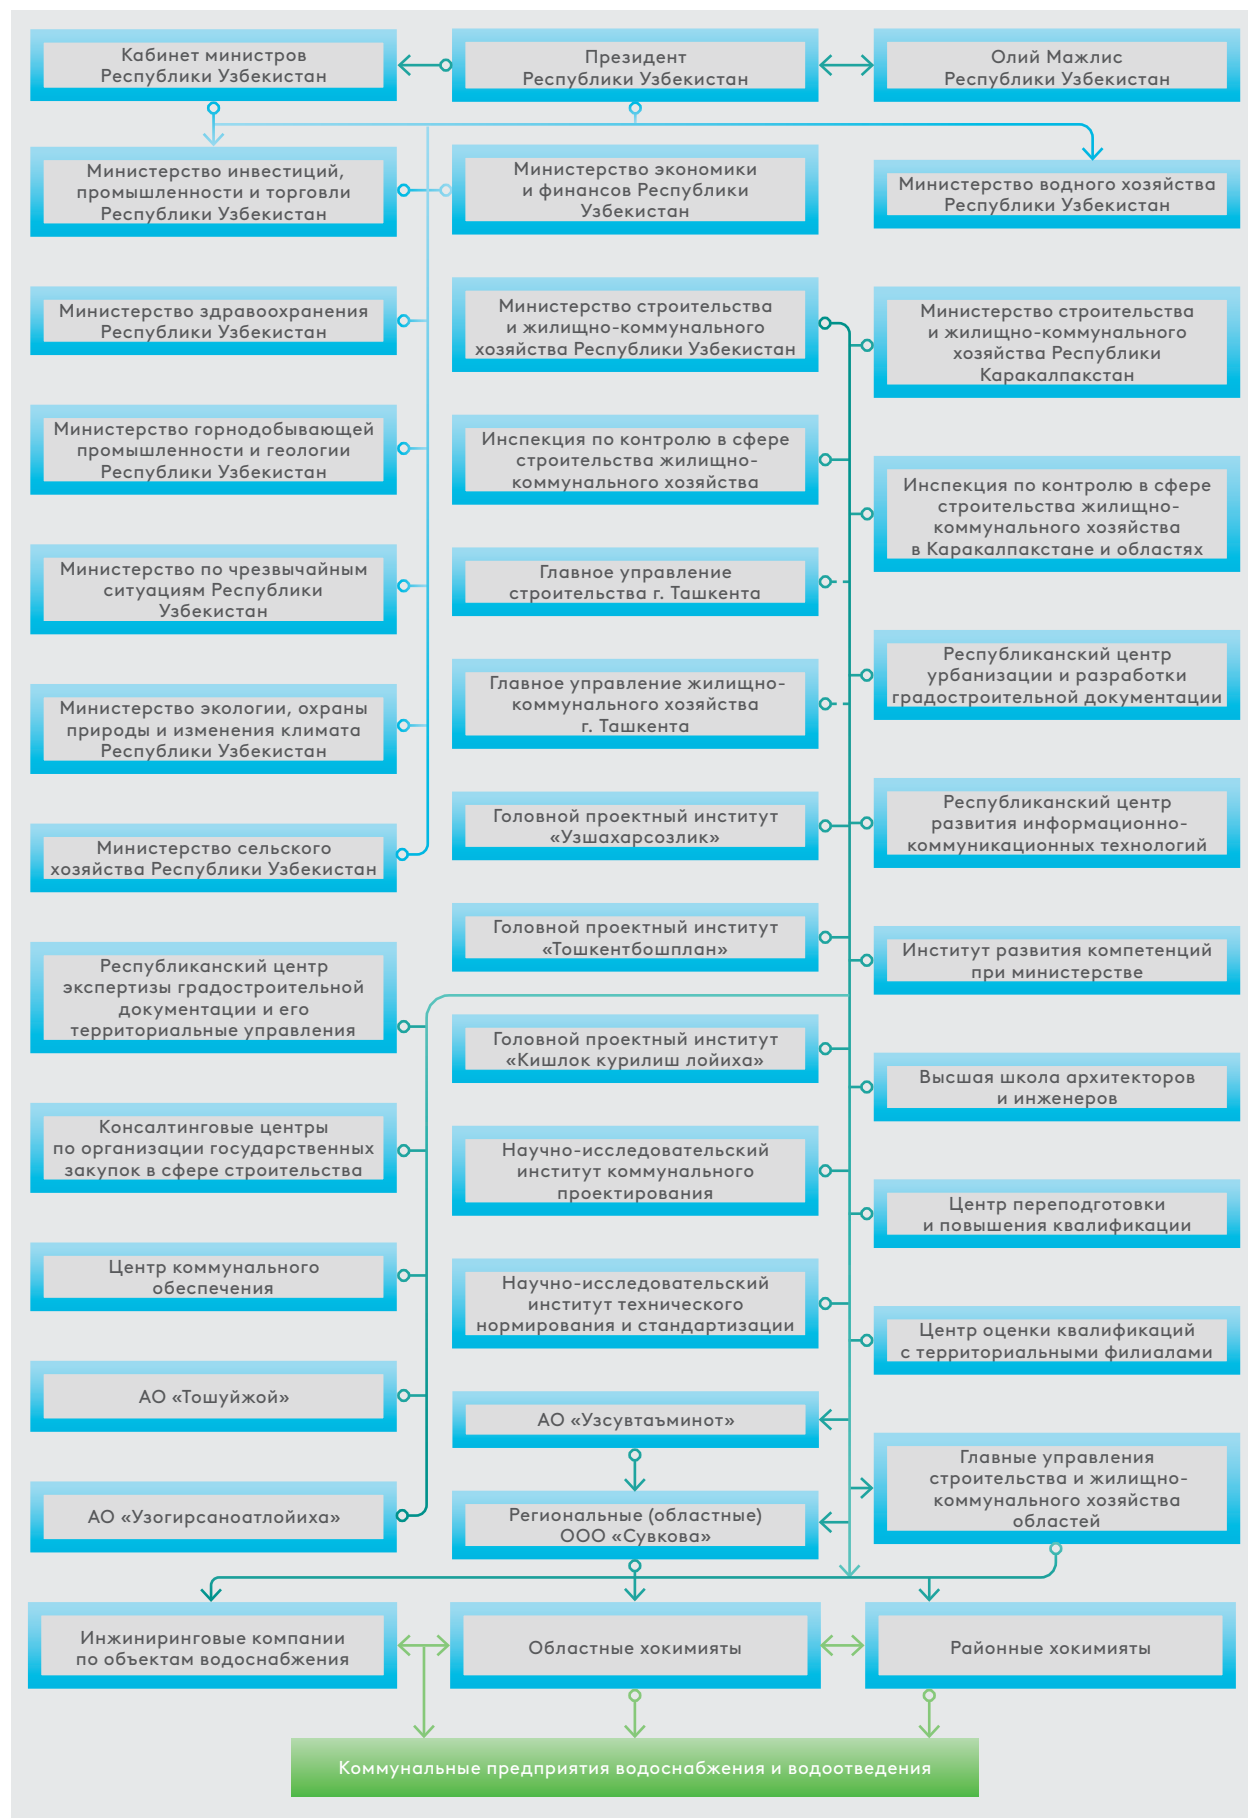 Кабинет министров
Республики Узбекистан
Президент
Республики Узбекистан
Олий Мажлис
Республики Узбекистан
Министерство инвестиций,
промышленности и торговли
Республики Узбекистан
Министерство экономики
и финансов Республики
Узбекистан
Министерство водного хозяйства
Республики Узбекистан
Министерство здравоохранения
Республики Узбекистан
Министерство строительства
и жилищно-коммунального
хозяйства Республики Узбекистан
Министерство строительства
и жилищно-коммунального
хозяйства Республики
Каракалпакстан
Министерство горнодобывающей
промышленности и геологии
Республики Узбекистан
Инспекция по контролю в сфере
строительства жилищно-
коммунального хозяйства
Инспекция по контролю в сфере
строительства жилищно-
коммунального хозяйства
в Каракалпакстане и областях
Министерство по чрезвычайным
ситуациям Республики
Узбекистан
Главное управление
строительства г. Ташкента
Республиканский центр
урбанизации и разработки
градостроительной документации
Министерство экологии, охраны
природы и изменения климата
Республики Узбекистан
Главное управление жилищно-
коммунального хозяйства
г. Ташкента
Республиканский центр
развития информационно-
коммуникационных технологий
Министерство сельского
хозяйства Республики Узбекистан
Головной проектный институт
«Узшахарсозлик»
Головной проектный институт
«Тошкентбошплан»
Институт развития компетенций
при министерстве
Республиканский центр
экспертизы градостроительной
документации и его
территориальные управления
Головной проектный институт
«Кишлок курилиш лойиха»
Высшая школа архитекторов
и инженеров
Консалтинговые центры
по организации государственных
закупок в сфере строительства
Научно-исследовательский
институт коммунального
проектирования
Центр переподготовки
и повышения квалификации
Центр коммунального
обеспечения
Научно-исследовательский
институт технического
нормирования и стандартизации
Центр оценки квалификаций
с территориальными филиалами
АО «Тошуйжой»
АО «Узсувтаъминот»
Главные управления
строительства и жилищно-
коммунального хозяйства
областей
АО «Узогирсаноатлойиха»
Региональные (областные)
ООО «Сувкова»
Инжиниринговые компании
по объектам водоснабжения
Областные хокимияты
Районные хокимияты
Коммунальные предприятия водоснабжения и водоотведения